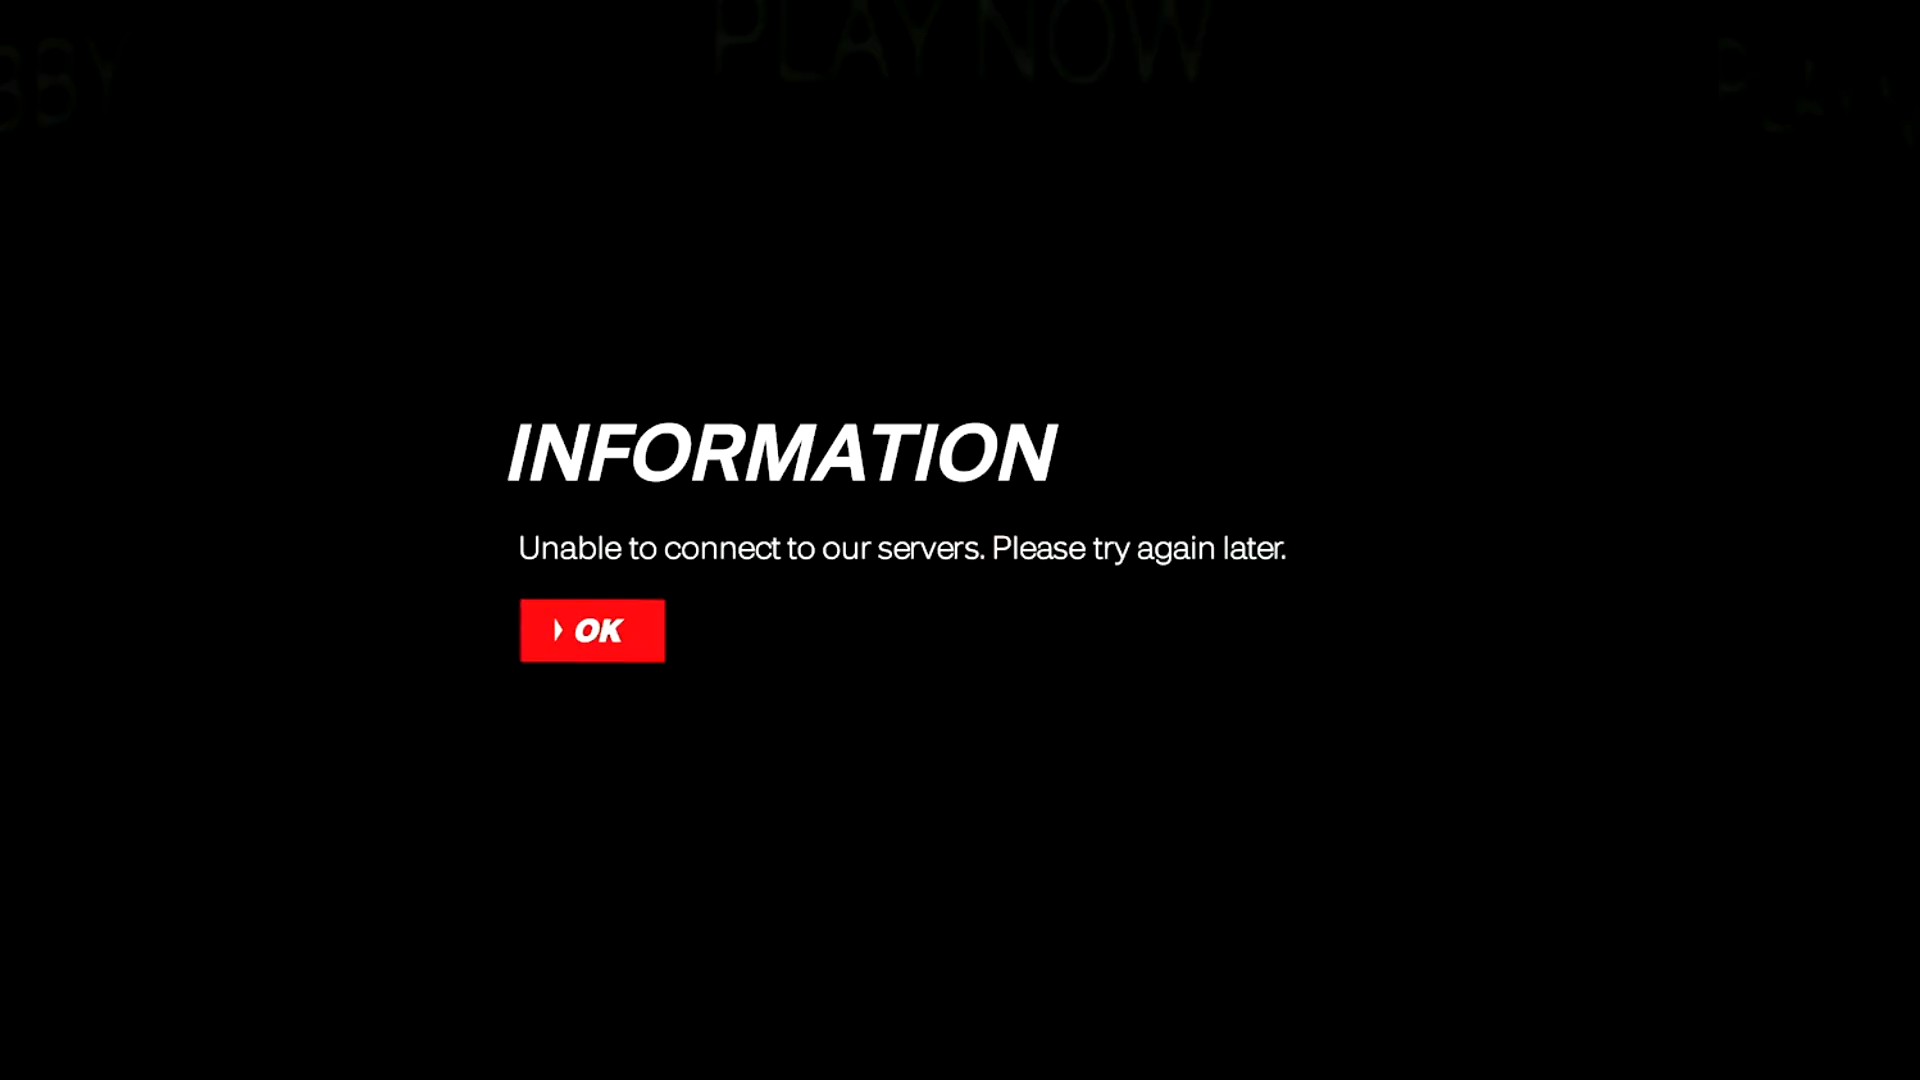 PLAY NOW
INFORMATION
Unable to connect to our servers. Please try again later.
OK